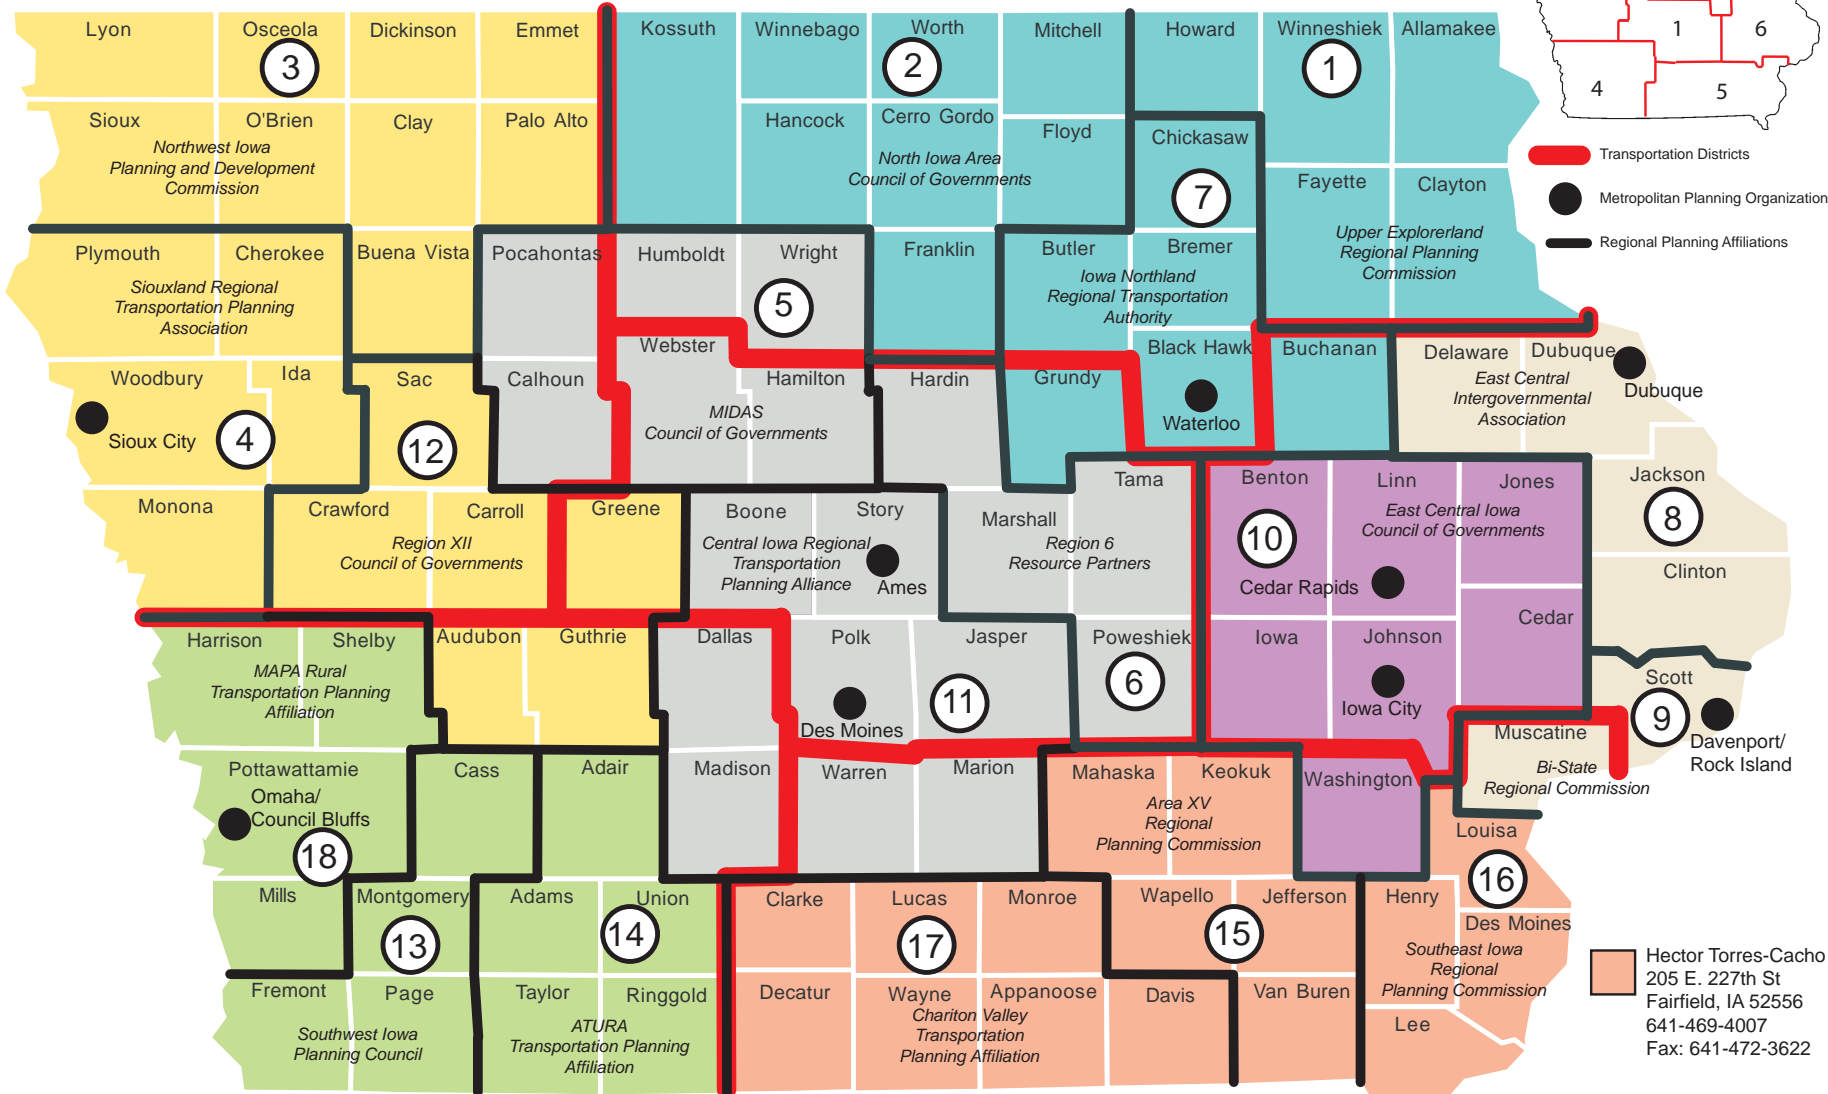 Lyon
Osceola
Dickinson
Emmet
Kossuth
Winnebago
Worth
Mitchell
Howard
Winneshiek
Allamakee
3
2
1
1
6
4
5
Transportation Districts
Metropolitan Planning Organization
Regional Planning Affiliations
Sioux
O'Brien
Clay
Palo Alto
Hancock
Cerro Gordo
Floyd
Chickasaw
Northwest Iowa
Planning and Development
Commission
North Iowa Area
Council of Governments
7
Fayette
Clayton
Upper Explorerland
Regional Planning
Commission
Plymouth
Cherokee
Buena Vista
Pocahontas
Humboldt
Wright
Franklin
Butler
Bremer
Siouxland Regional
Transportation Planning
Association
5
Iowa Northland
Regional Transportation
Authority
Webster
Black Hawk
Buchanan
Delaware
Dubuque
Dubuque
East Central
Intergovernmental
Association
Woodbury
Ida
Sac
Calhoun
Hamilton
Hardin
Grundy
Waterloo
Sioux City
4
12
MIDAS
Council of Governments
Monona
Crawford
Carroll
Greene
Boone
Story
Marshall
Tama
Benton
Linn
Jones
Jackson
Region XII
Council of Governments
Central Iowa Regional
Transportation
Planning Alliance
Ames
Region 6
Resource Partners
10
East Central Iowa
Council of Governments
Cedar Rapids
8
Clinton
Harrison
Shelby
Audubon
Guthrie
Dallas
Polk
Jasper
Poweshiek
Iowa
Johnson
Cedar
MAPA Rural
Transportation Planning
Affiliation
Des Moines
11
6
Iowa City
Scott
9
Davenport/
Rock Island
Muscatine
Bi-State
Regional Commission
Pottawattamie
Omaha/
Council Bluffs
18
Cass
Adair
Madison
Warren
Marion
Mahaska
Keokuk
Washington
Area XV
Regional
Planning Commission
Louisa
16
Mills
Montgomery
Adams
Union
Clarke
Lucas
Monroe
Wapello
Jefferson
Henry
Des Moines
13
14
17
15
Southeast Iowa
Regional
Planning Commission
Fremont
Page
Taylor
Ringgold
Decatur
Wayne
Appanoose
Davis
Van Buren
Lee
Southwest Iowa
Planning Council
ATURA
Transportation Planning
Affiliation
Chariton Valley
Transportation
Planning Affiliation
Hector Torres-Cacho
205 E. 227th St
Fairfield, IA 52556
641-469-4007
Fax: 641-472-3622